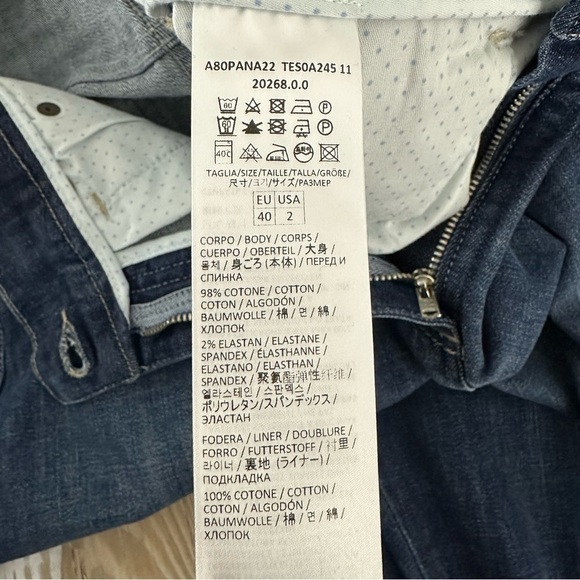 A80PANA22 TES0A245 11
20268.0.0
60 P
60 P
40C
TAGLIA/SIZE/TAILLE/TALLA/GRÖßE/
尺寸/크기/サイズ/РАЗМЕР
EU USA
40 2
CORPO / BODY / CORPS /
CUERPO / OBERTEIL / 大身 /
몸체 / 身ごろ (本体) / ПЕРЕД И
СПИНКА
98% COTONE / COTTON /
COTON / ALGODÓN /
BAUMWOLLE / 棉 / 면 / 綿 /
ХЛОПОК
2% ELASTAN / ELASTANE /
SPANDEX / ÉLASTHANNE /
ELASTANO / ELASTHAN /
SPANDEX / 聚氨酯弹性纤维 /
엘라스테인 / 스판덱스 /
ポリウレタン/スパンデックス /
ЭЛАСТАН
FODERA / LINER / DOUBLURE /
FORRO / FUTTERSTOFF / 衬里 /
라이너 / 裏地 (ライナー) /
ПОДКЛАДКА
100% COTONE / COTTON /
COTON / ALGODÓN /
BAUMWOLLE / 棉 / 면 / 綿 /
ХЛОПОК